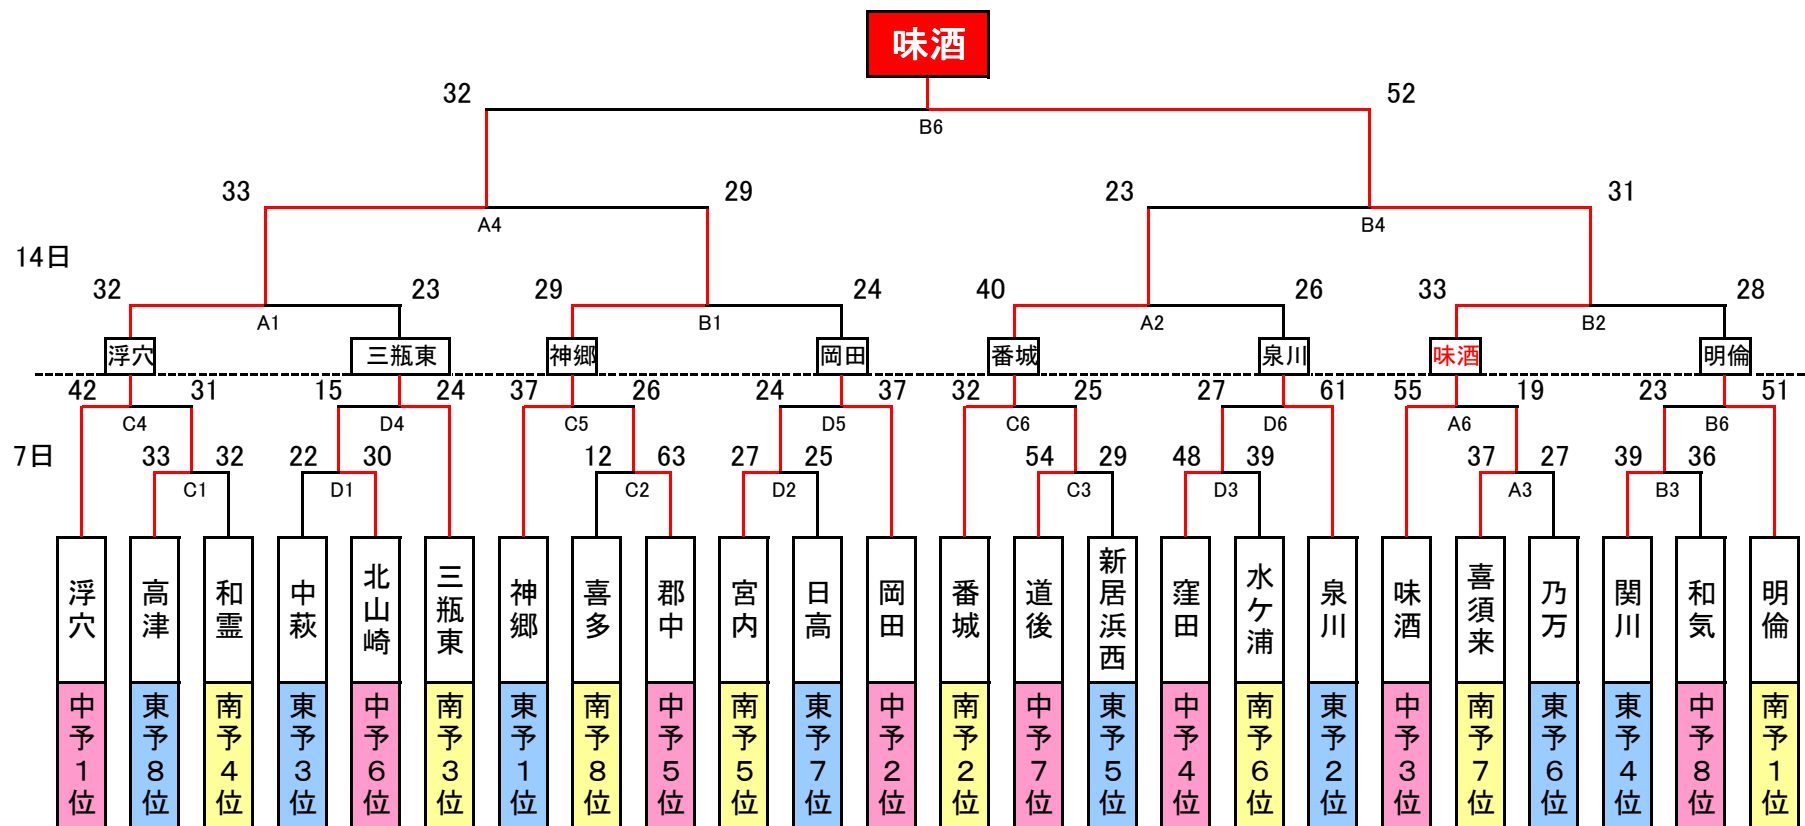 味酒
32 52
B6
33 29 23 31
A4 B4
14日
32 23 29 24 40 26 33 28
A1 B1 A2 B2
浮穴 三瓶東 神郷 岡田 番城 泉川 味酒 明倫
42 31 15 24 37 26 24 37 32 25 27 61 55 19 23 51
C4 D4 C5 D5 C6 D6 A6 B6
7日
33 32 22 30 12 63 27 25 54 29 48 39 37 27 39 36
C1 D1 C2 D2 C3 D3 A3 B3
浮穴
高津
和霊
中萩
北山崎
三瓶東
神郷
喜多
郡中
宮内
日高
岡田
番城
道後
新居浜西
窪田
水ケ浦
泉川
味酒
喜須来
乃万
関川
和気
明倫
中予1位
東予8位
南予4位
東予3位
中予6位
南予3位
東予1位
南予8位
中予5位
南予5位
東予7位
中予2位
南予2位
中予7位
東予5位
中予4位
南予6位
東予2位
中予3位
南予7位
東予6位
東予4位
中予8位
南予1位